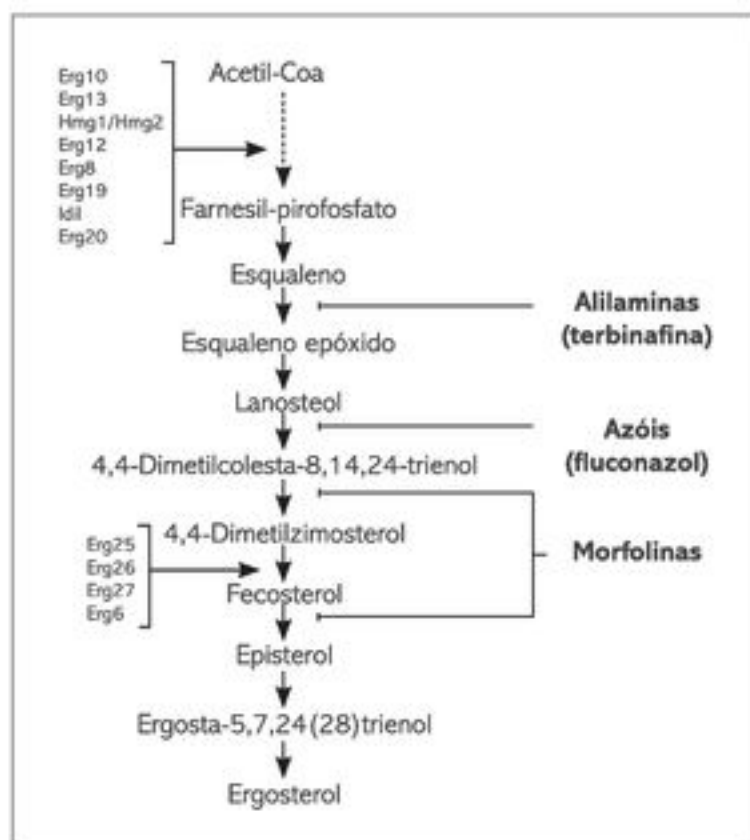 Erg10
Erg13
Hmg1/Hmg2
Erg12
Erg8
Erg19
Idil
Erg20
Acetil-Coa
Farnesil-pirofosfato
Esqualeno
Alilaminas
(terbinafina)
Esqualeno epóxido
Lanosteol
Azóis
(fluconazol)
4,4-Dimetilcolesta-8,14,24-trienol
4,4-Dimetilzimosterol
Morfolinas
Erg25
Erg26
Erg27
Erg6
Fecosterol
Episterol
Ergosta-5,7,24(28)trienol
Ergosterol